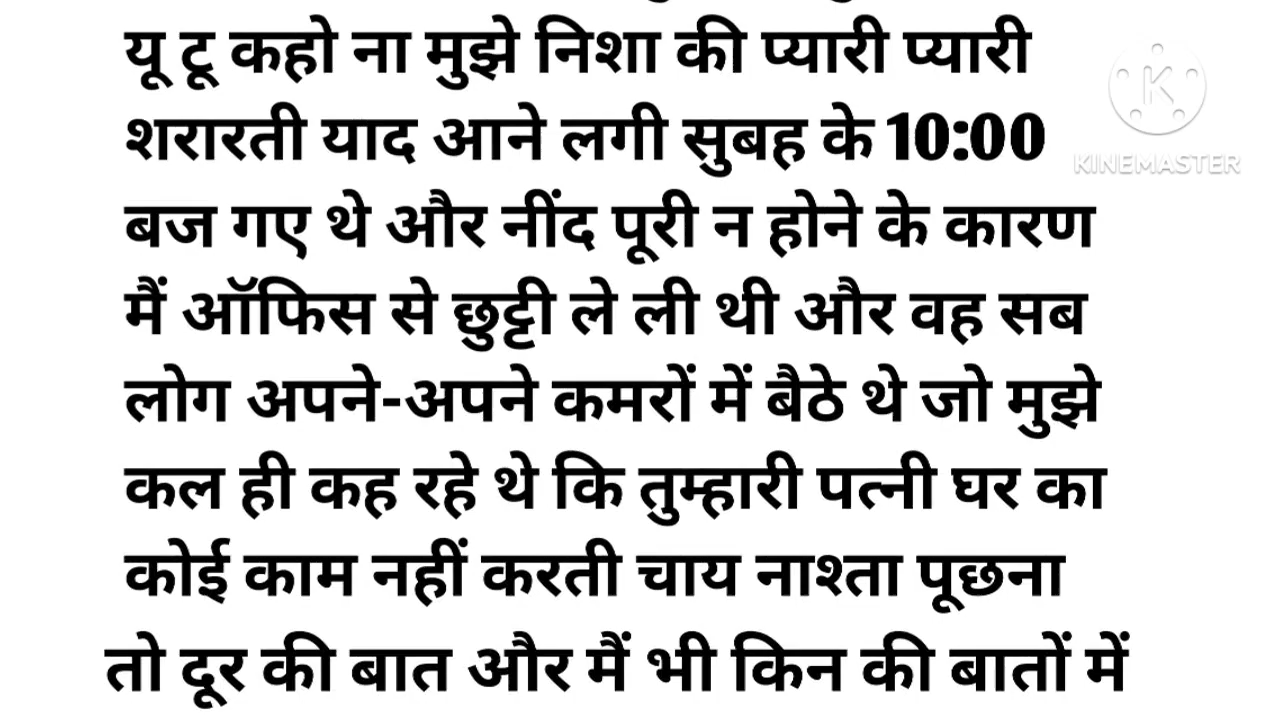 यू टू कहो ना मुझे निशा की प्यारी प्यारी
शरारती याद आने लगी सुबह के 10:00
बज गए थे और नींद पूरी न होने के कारण
मैं ऑफिस से छुट्टी ले ली थी और वह सब
लोग अपने-अपने कमरों में बैठे थे जो मुझे
कल ही कह रहे थे कि तुम्हारी पत्नी घर का
कोई काम नहीं करती चाय नाश्ता पूछना
तो दूर की बात और मैं भी किन की बातों में
K
KINEMASTER